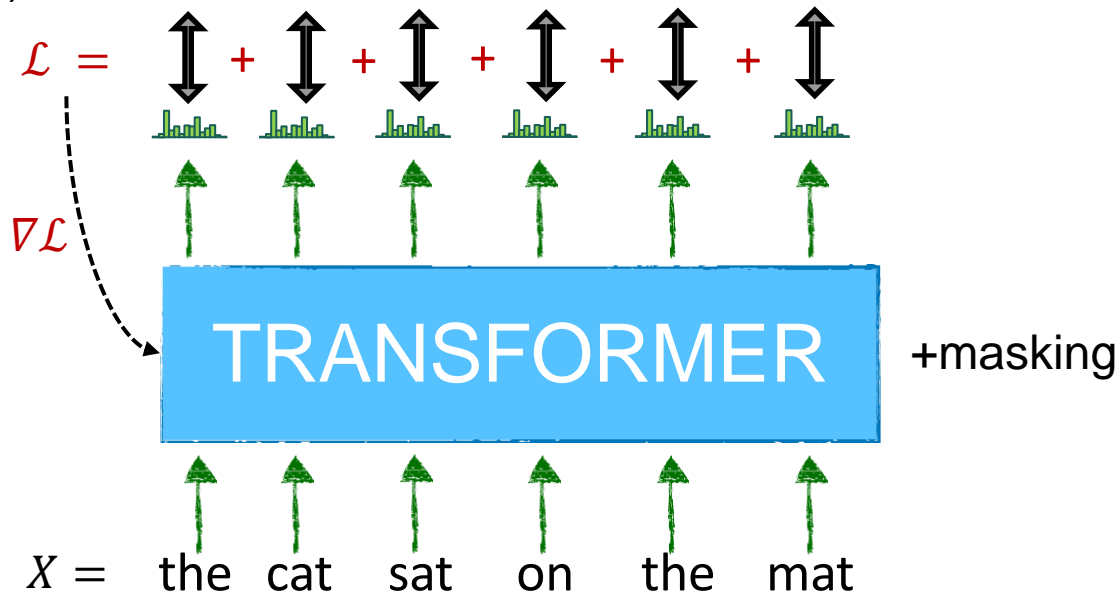 ℒ = + + + + +
∇ℒ
TRANSFORMER +masking
X = the cat sat on the mat